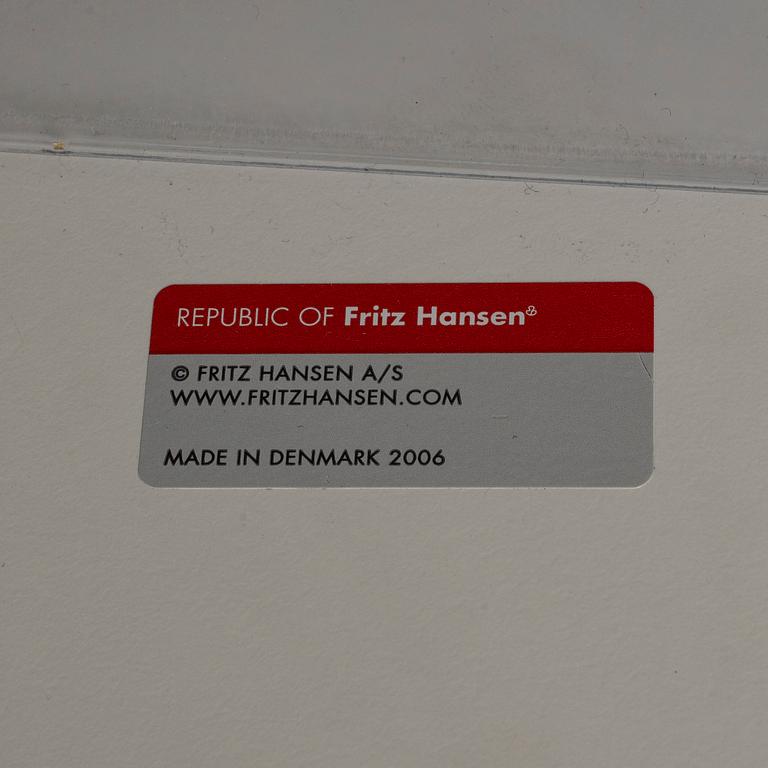 REPUBLIC OF Fritz Hansen
© FRITZ HANSEN A/S
WWW.FRITZHANSEN.COM
MADE IN DENMARK 2006